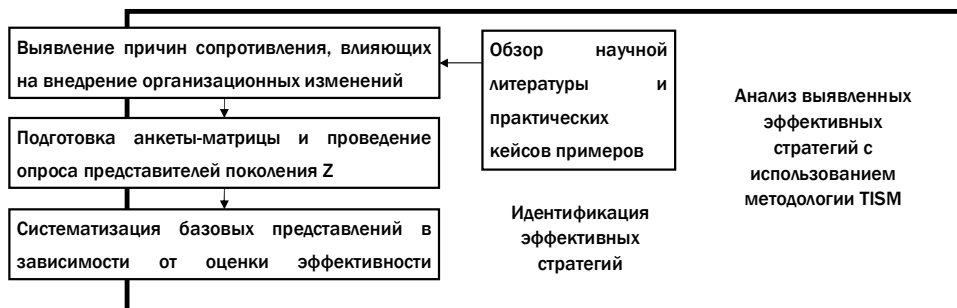 Выявление причин сопротивления, влияющих
на внедрение организационных изменений
Подготовка анкеты-матрицы и проведение
опроса представителей поколения Z
Систематизация базовых представлений в
зависимости от оценки эффективности
Обзор научной
литературы и
практических
кейсов примеров
Идентификация
эффективных
стратегий
Анализ выявленных
эффективных
стратегий с
использованием
методологии TISM